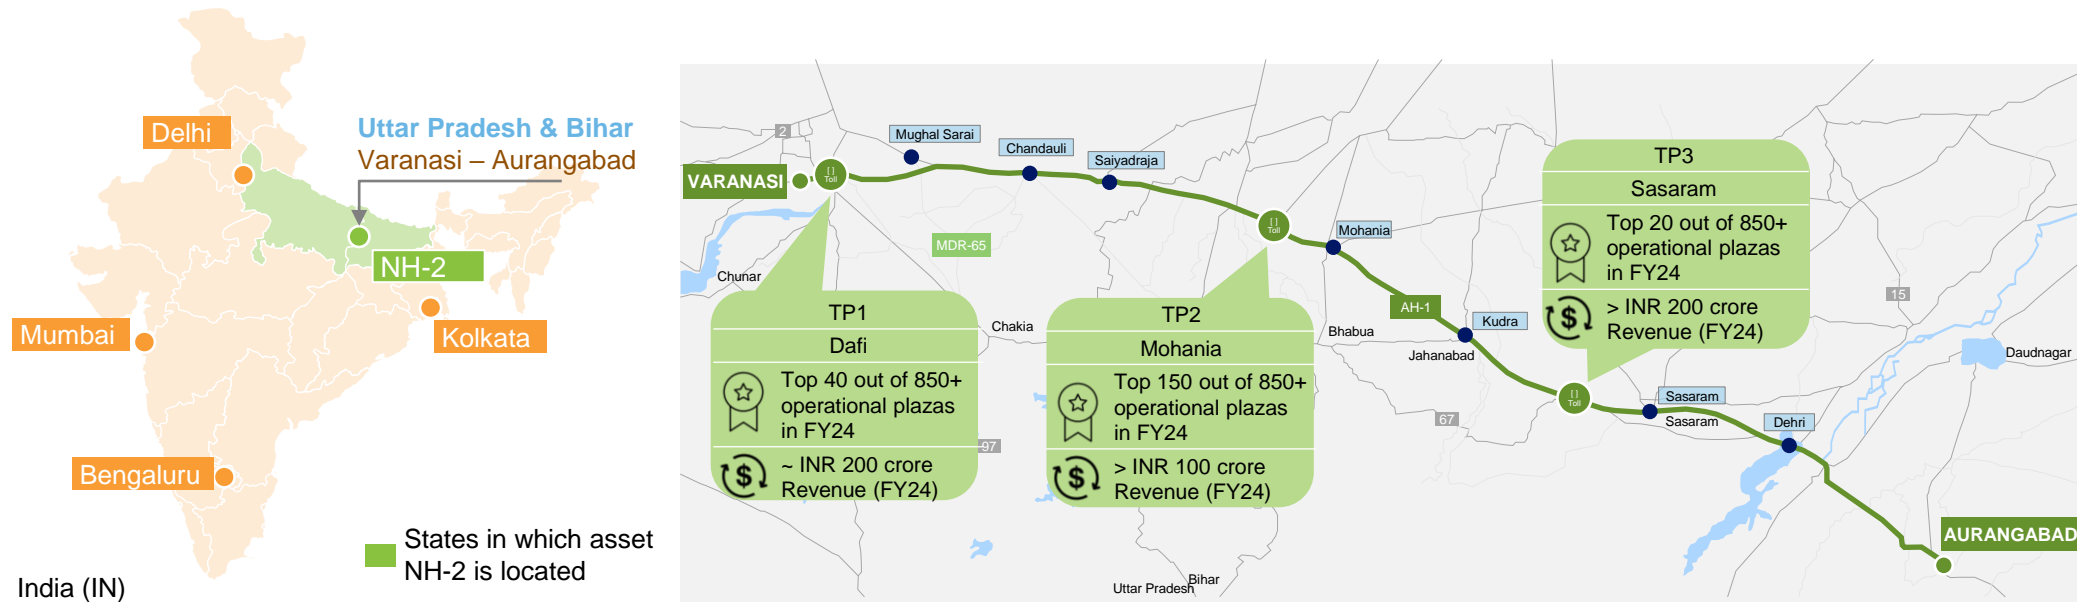 Delhi
Uttar Pradesh & Bihar
Varanasi – Aurangabad
NH-2
Mumbai
Kolkata
Bengaluru
States in which asset
NH-2 is located
India (IN)
2
Mughal Sarai
Chandauli
Saiyadraja
VARANASI
[ ]
Toll
MDR-65
Chunar
[ ]
Toll
Mohania
TP3
Sasaram
Top 20 out of 850+
operational plazas
in FY24
> INR 200 crore
Revenue (FY24)
TP1
Dafi
Top 40 out of 850+
operational plazas
in FY24
~ INR 200 crore
Revenue (FY24)
Chakia
97
TP2
Mohania
Top 150 out of 850+
operational plazas
in FY24
> INR 100 crore
Revenue (FY24)
AH-1
Bhabua
Kudra
Jahanabad
15
Daudnagar
[ ]
Toll
67
Sasaram
Sasaram
Dehri
AURANGABAD
Bihar
Uttar Pradesh